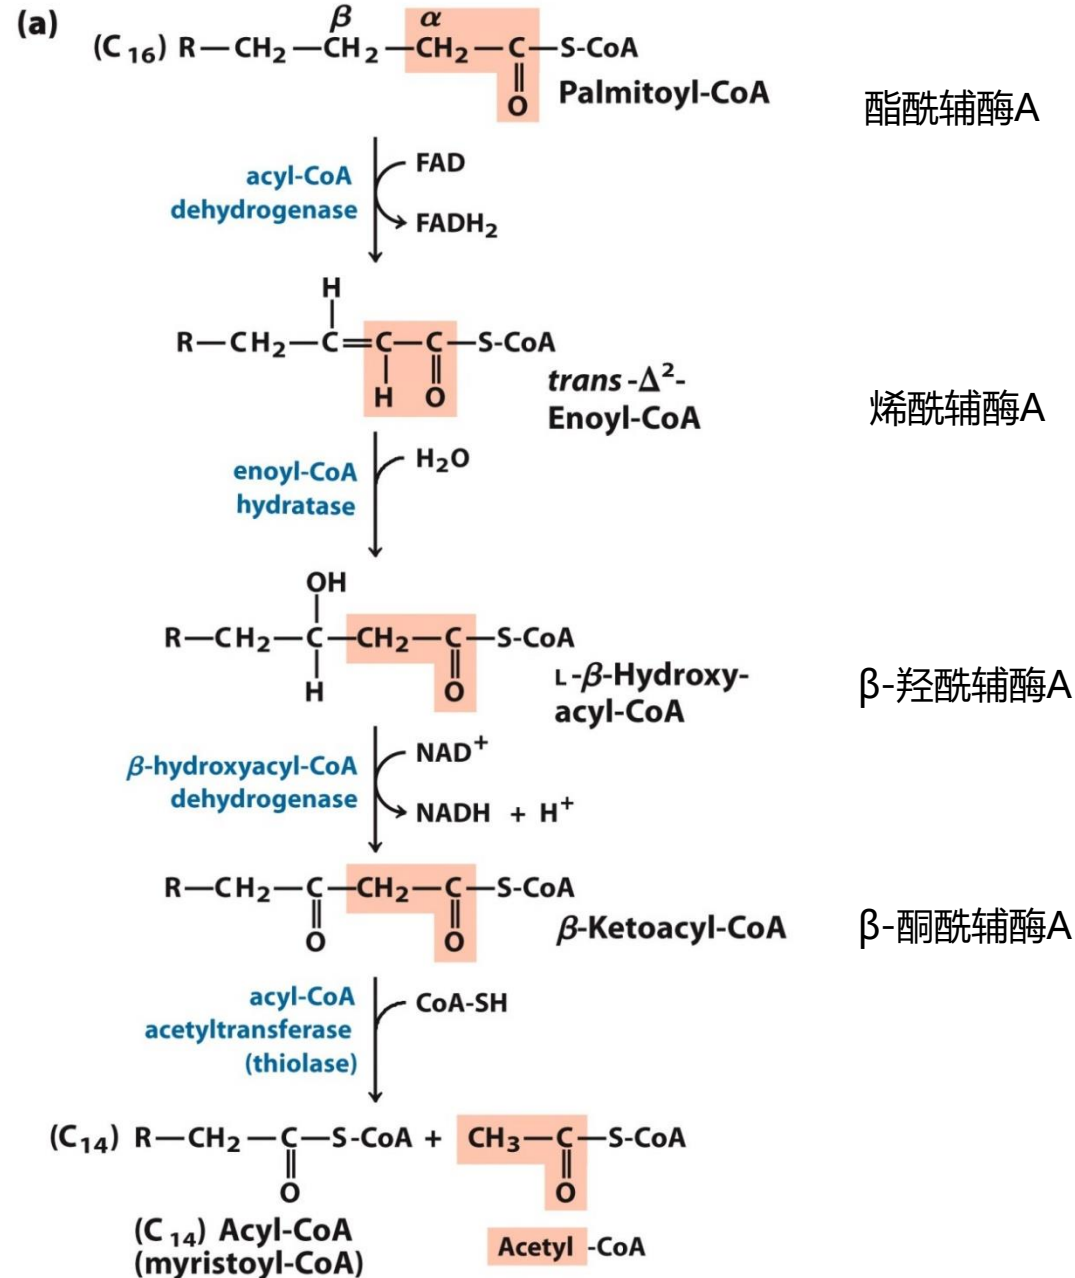 (a)
β α
(C16) R—CH2—CH2—CH2—C—S-CoA
O
Palmitoyl-CoA
酯酰辅酶A
acyl-CoA
dehydrogenase
FAD
FADH2
H
R—CH2—C=C—C—S-CoA
H O
trans-Δ²-
Enoyl-CoA
烯酰辅酶A
enoyl-CoA
hydratase
H2O
OH
R—CH2—C—CH2—C—S-CoA
H O
L-β-Hydroxy-
acyl-CoA
β-羟酰辅酶A
β-hydroxyacyl-CoA
dehydrogenase
NAD+
NADH + H+
R—CH2—C—CH2—C—S-CoA
O O
β-Ketoacyl-CoA
β-酮酰辅酶A
acyl-CoA
acetyltransferase
(thiolase)
CoA-SH
(C14) R—CH2—C—S-CoA + CH3—C—S-CoA
O O
(C14) Acyl-CoA
(myristoyl-CoA)
Acetyl-CoA